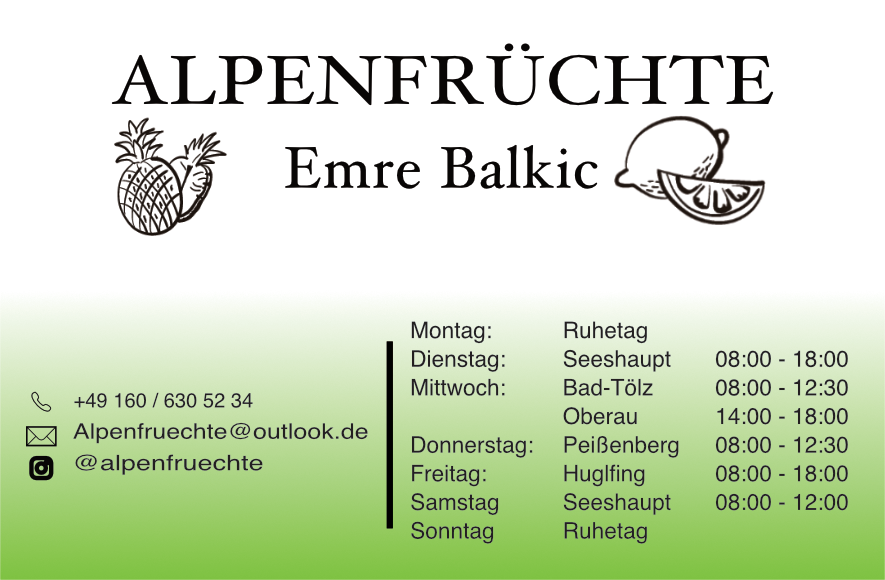 ALPENFRÜCHTE
Emre Balkic
+49 160 / 630 52 34
Alpenfruechte@outlook.de
@alpenfruechte
Montag: Ruhetag
Dienstag: Seeshaupt 08:00 - 18:00
Mittwoch: Bad-Tölz 08:00 - 12:30
Oberau 14:00 - 18:00
Donnerstag: Peißenberg 08:00 - 12:30
Freitag: Huglfing 08:00 - 18:00
Samstag Seeshaupt 08:00 - 12:00
Sonntag Ruhetag